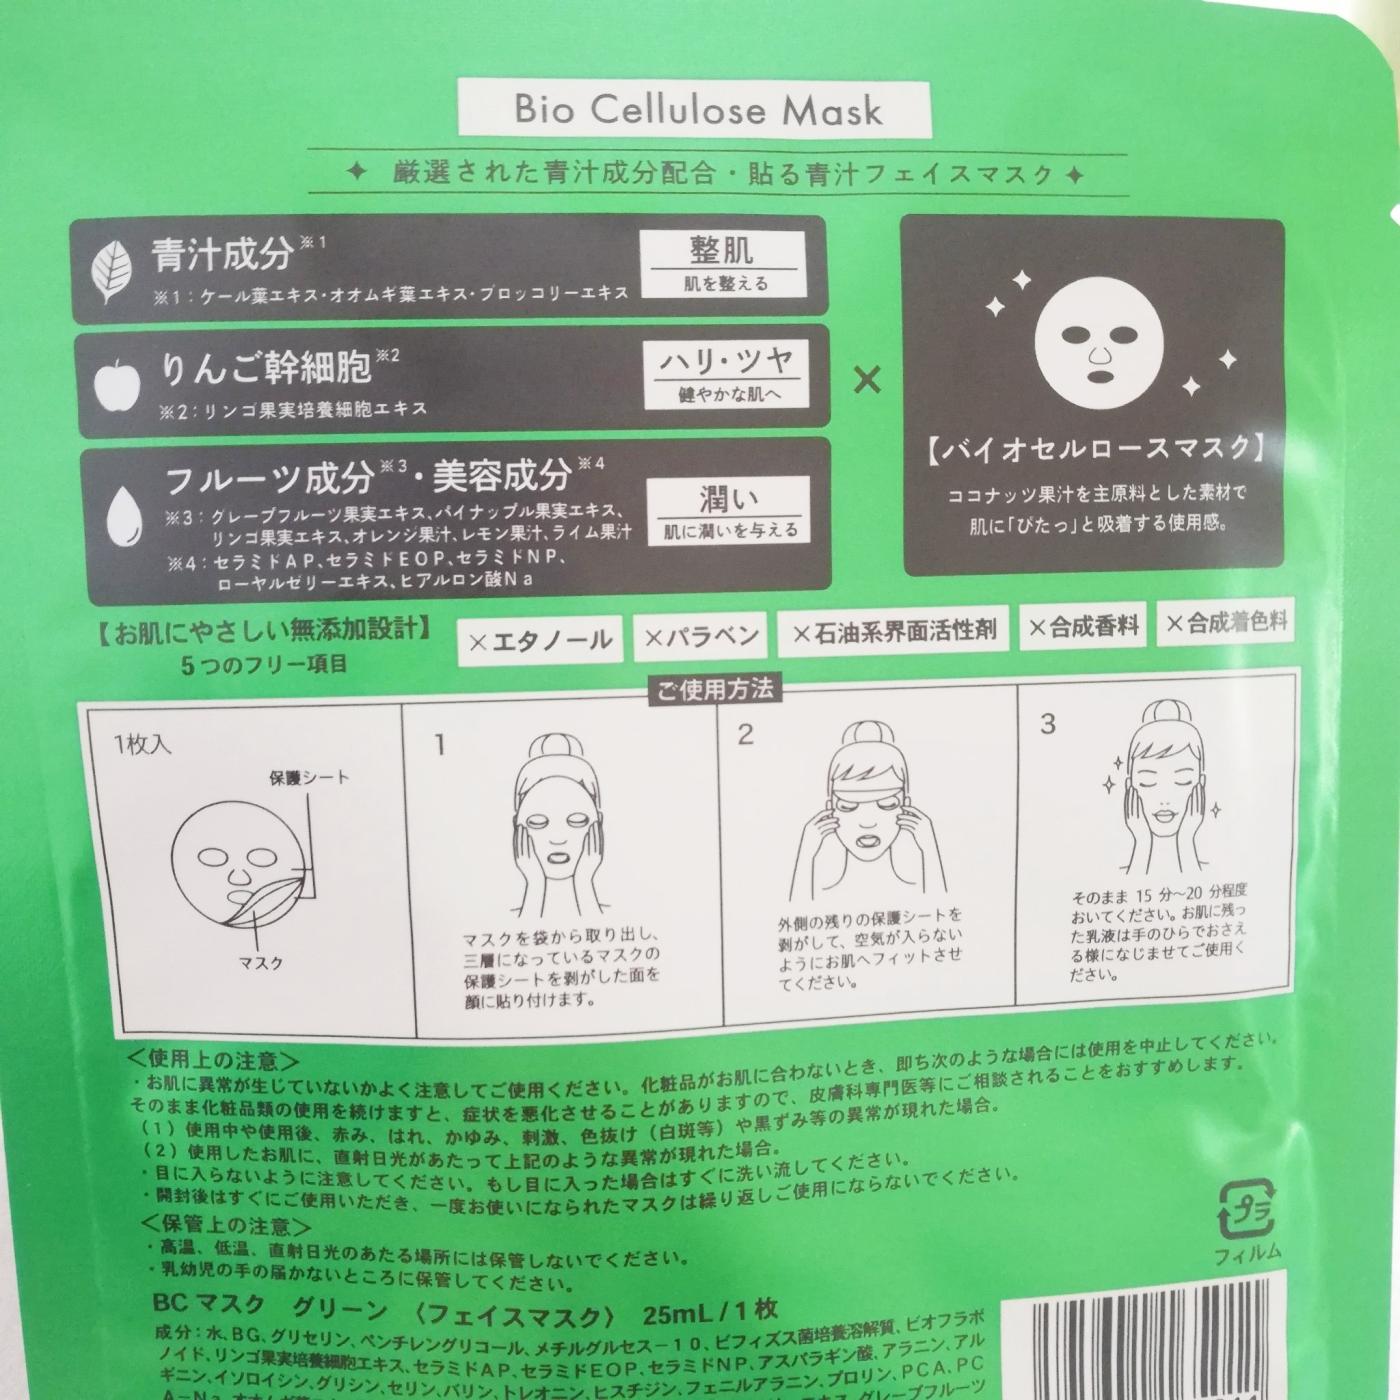 Bio Cellulose Mask
✦ 厳選された青汁成分配合・貼る青汁フェイスマスク ✦
青汁成分※1
※1：ケール葉エキス・オオムギ葉エキス・ブロッコリーエキス
整肌
肌を整える
りんご幹細胞※2
※2：リンゴ果実培養細胞エキス
ハリ・ツヤ
健やかな肌へ
フルーツ成分※3・美容成分※4
※3：グレープフルーツ果実エキス、パイナップル果実エキス、
リンゴ果実エキス、オレンジ果汁、レモン果汁、ライム果汁
※4：セラミドAP、セラミドEOP、セラミドNP、
ローヤルゼリーエキス、ヒアルロン酸Na
潤い
肌に潤いを与える
×
【バイオセルロースマスク】
ココナッツ果汁を主原料とした素材で
肌に「ぴたっ」と吸着する使用感。
【お肌にやさしい無添加設計】
5つのフリー項目
×エタノール
×パラベン
×石油系界面活性剤
×合成香料
×合成着色料
ご使用方法
1枚入
保護シート
マスク
1
マスクを袋から取り出し、
三層になっているマスクの
保護シートを剥がした面を
顔に貼り付けます。
2
外側の残りの保護シートを
剥がして、空気が入らない
ようにお肌へフィットさせ
てください。
3
そのまま 15 分～20 分程度
おいてください。お肌に残っ
た乳液は手のひらでおさえ
る様になじませてご使用く
ださい。
＜使用上の注意＞
・お肌に異常が生じていないかよく注意してご使用ください。化粧品がお肌に合わないとき、即ち次のような場合には使用を中止してください。
そのまま化粧品類の使用を続けますと、症状を悪化させることがありますので、皮膚科専門医等にご相談されることをおすすめします。
（1）使用中や使用後、赤み、はれ、かゆみ、刺激、色抜け（白斑等）や黒ずみ等の異常が現れた場合。
（2）使用したお肌に、直射日光があたって上記のような異常が現れた場合。
・目に入らないように注意してください。もし目に入った場合はすぐに洗い流してください。
・開封後はすぐにご使用いただき、一度お使いになられたマスクは繰り返しご使用にならないでください。
＜保管上の注意＞
・高温、低温、直射日光のあたる場所には保管しないでください。
・乳幼児の手の届かないところに保管してください。
プラ
フィルム
BC マスク グリーン 〈フェイスマスク〉 25mL / 1 枚
成分：水、BG、グリセリン、ペンチレングリコール、メチルグルセス－10、ビフィズス菌培養溶解質、ビオフラボ
ノイド、リンゴ果実培養細胞エキス、セラミドAP、セラミドEOP、セラミドNP、アスパラギン酸、アラニン、アル
ギニン、イソロイシン、グリシン、セリン、バリン、トレオニン、ヒスチジン、フェニルアラニン、プロリン、PCA、PC
グレープフルーツ